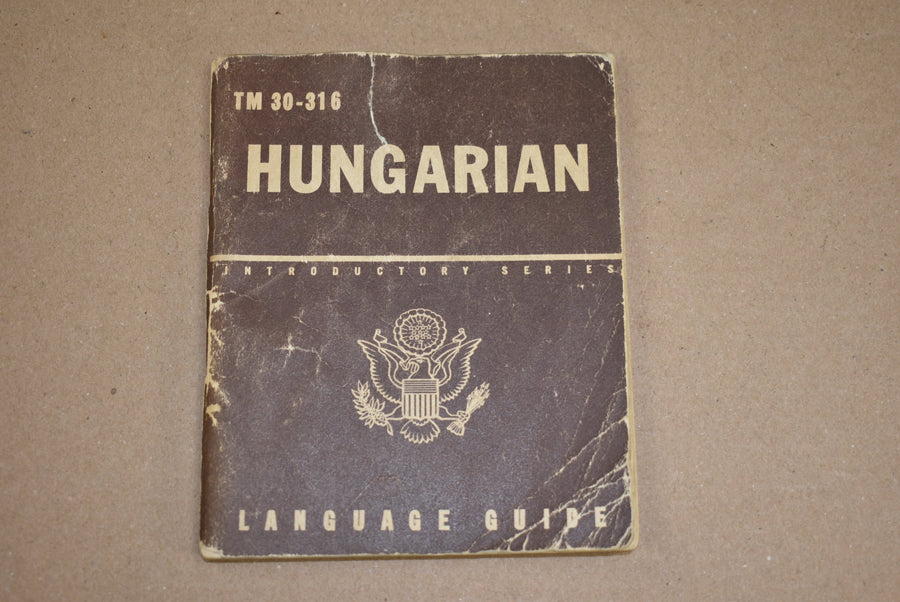 TM 30-316
HUNGARIAN
INTRODUCTORY SERIES
LANGUAGE GUIDE